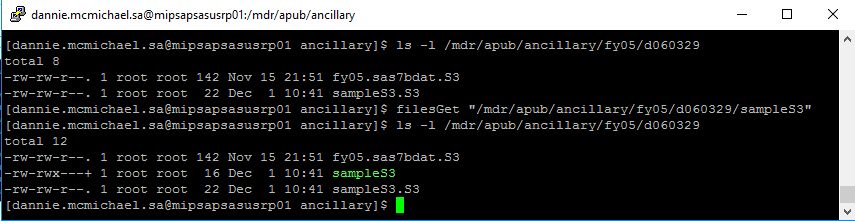 dannie.mcmichael.sa@mipsapsasusrp01:/mdr/apub/ancillary
[dannie.mcmichael.sa@mipsapsasusrp01 ancillary]$ ls -l /mdr/apub/ancillary/fy05/d060329
total 8
-rw-rw-r--. 1 root root 142 Nov 15 21:51 fy05.sas7bdat.S3
-rw-rw-r--. 1 root root  22 Dec  1 10:41 sampleS3.S3
[dannie.mcmichael.sa@mipsapsasusrp01 ancillary]$ filesGet "/mdr/apub/ancillary/fy05/d060329/sampleS3"
[dannie.mcmichael.sa@mipsapsasusrp01 ancillary]$ ls -l /mdr/apub/ancillary/fy05/d060329
total 12
-rw-rw-r--. 1 root root 142 Nov 15 21:51 fy05.sas7bdat.S3
-rw-rwx---+ 1 root root  16 Dec  1 10:41 sampleS3
-rw-rw-r--. 1 root root  22 Dec  1 10:41 sampleS3.S3
[dannie.mcmichael.sa@mipsapsasusrp01 ancillary]$